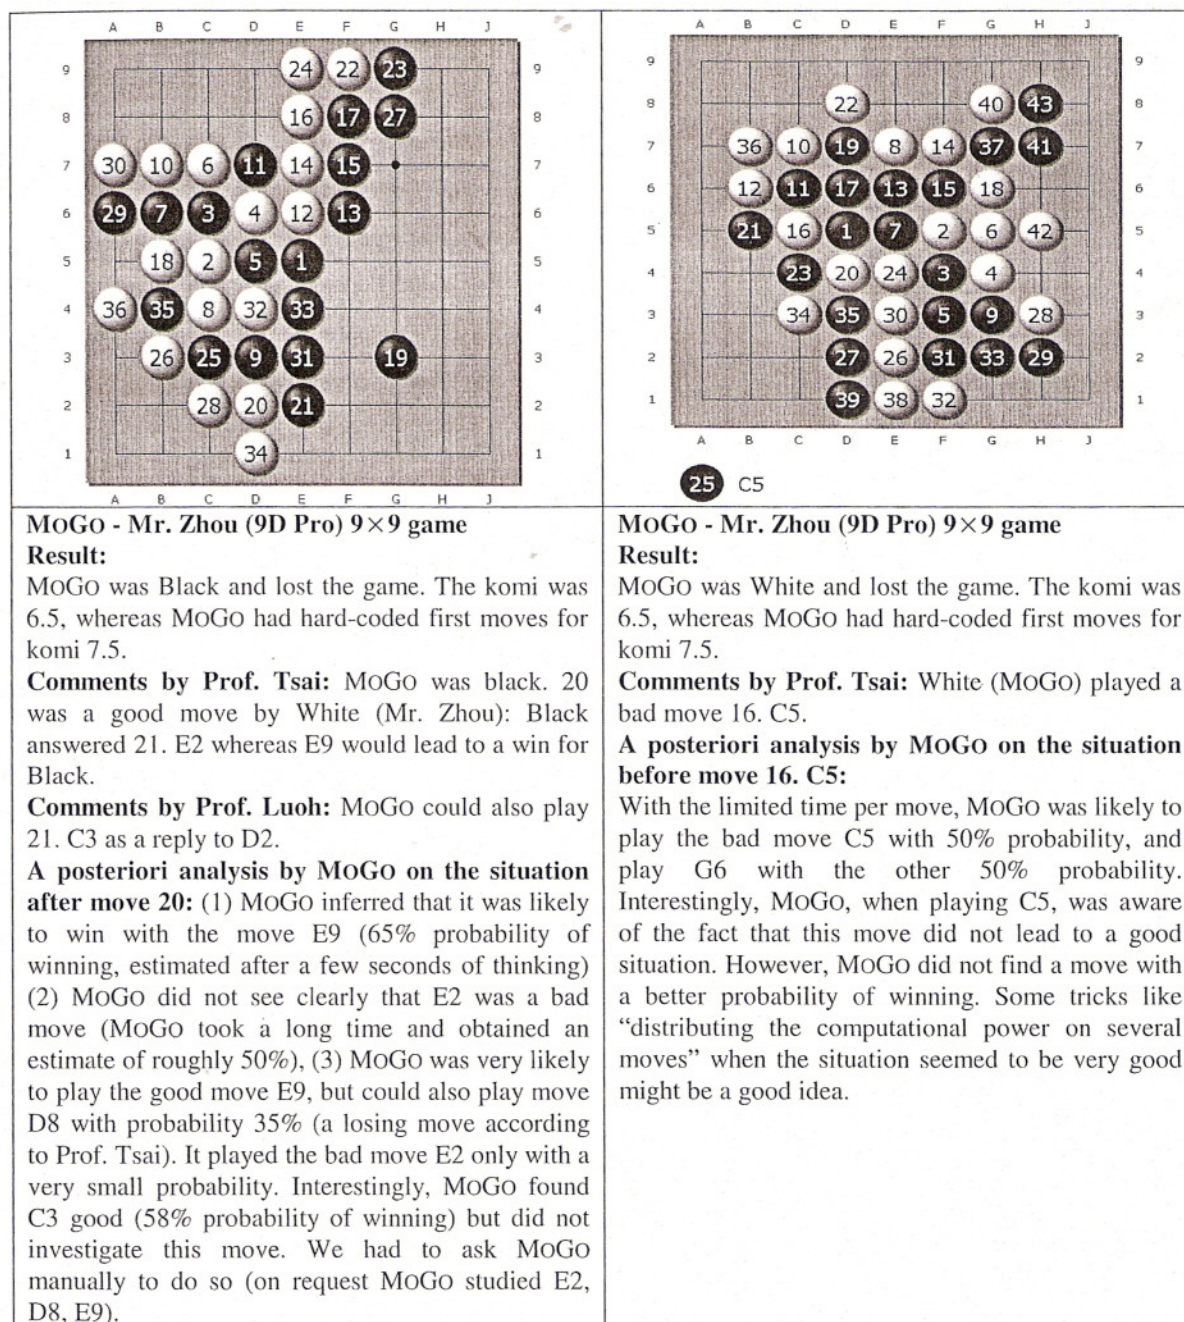 A B C D E F G H J
9 24 22 23 9
8 16 17 27 8
7 30 10 6 11 14 15 7
6 29 7 3 4 12 13 6
5 18 2 5 1 5
4 36 35 8 32 33 4
3 26 25 9 31 19 3
2 28 20 21 2
1 34 1
A B C D E F G H J
MOGO - Mr. Zhou (9D Pro) 9×9 game
Result:
MOGO was Black and lost the game. The komi was
6.5, whereas MOGO had hard-coded first moves for
komi 7.5.
Comments by Prof. Tsai: MOGO was black. 20
was a good move by White (Mr. Zhou): Black
answered 21. E2 whereas E9 would lead to a win for
Black.
Comments by Prof. Luoh: MOGO could also play
21. C3 as a reply to D2.
A posteriori analysis by MOGO on the situation
after move 20: (1) MOGO inferred that it was likely
to win with the move E9 (65% probability of
winning, estimated after a few seconds of thinking)
(2) MOGO did not see clearly that E2 was a bad
move (MOGO took a long time and obtained an
estimate of roughly 50%), (3) MOGO was very likely
to play the good move E9, but could also play move
D8 with probability 35% (a losing move according
to Prof. Tsai). It played the bad move E2 only with a
very small probability. Interestingly, MOGO found
C3 good (58% probability of winning) but did not
investigate this move. We had to ask MOGO
manually to do so (on request MOGO studied E2,
D8, E9).
A B C D E F G H J
9 9
8 22 40 43 8
7 36 10 19 8 14 37 41 7
6 12 11 17 13 15 18 6
5 21 16 1 7 2 6 42 5
4 23 20 24 3 4 4
3 34 35 30 5 9 28 3
2 27 26 31 33 29 2
1 39 38 32 1
A B C D E F G H J
25 C5
MOGO - Mr. Zhou (9D Pro) 9×9 game
Result:
MOGO was White and lost the game. The komi was
6.5, whereas MOGO had hard-coded first moves for
komi 7.5.
Comments by Prof. Tsai: White (MOGO) played a
bad move 16. C5.
A posteriori analysis by MOGO on the situation
before move 16. C5:
With the limited time per move, MOGO was likely to
play the bad move C5 with 50% probability, and
play G6 with the other 50% probability.
Interestingly, MOGO, when playing C5, was aware
of the fact that this move did not lead to a good
situation. However, MOGO did not find a move with
a better probability of winning. Some tricks like
“distributing the computational power on several
moves” when the situation seemed to be very good
might be a good idea.